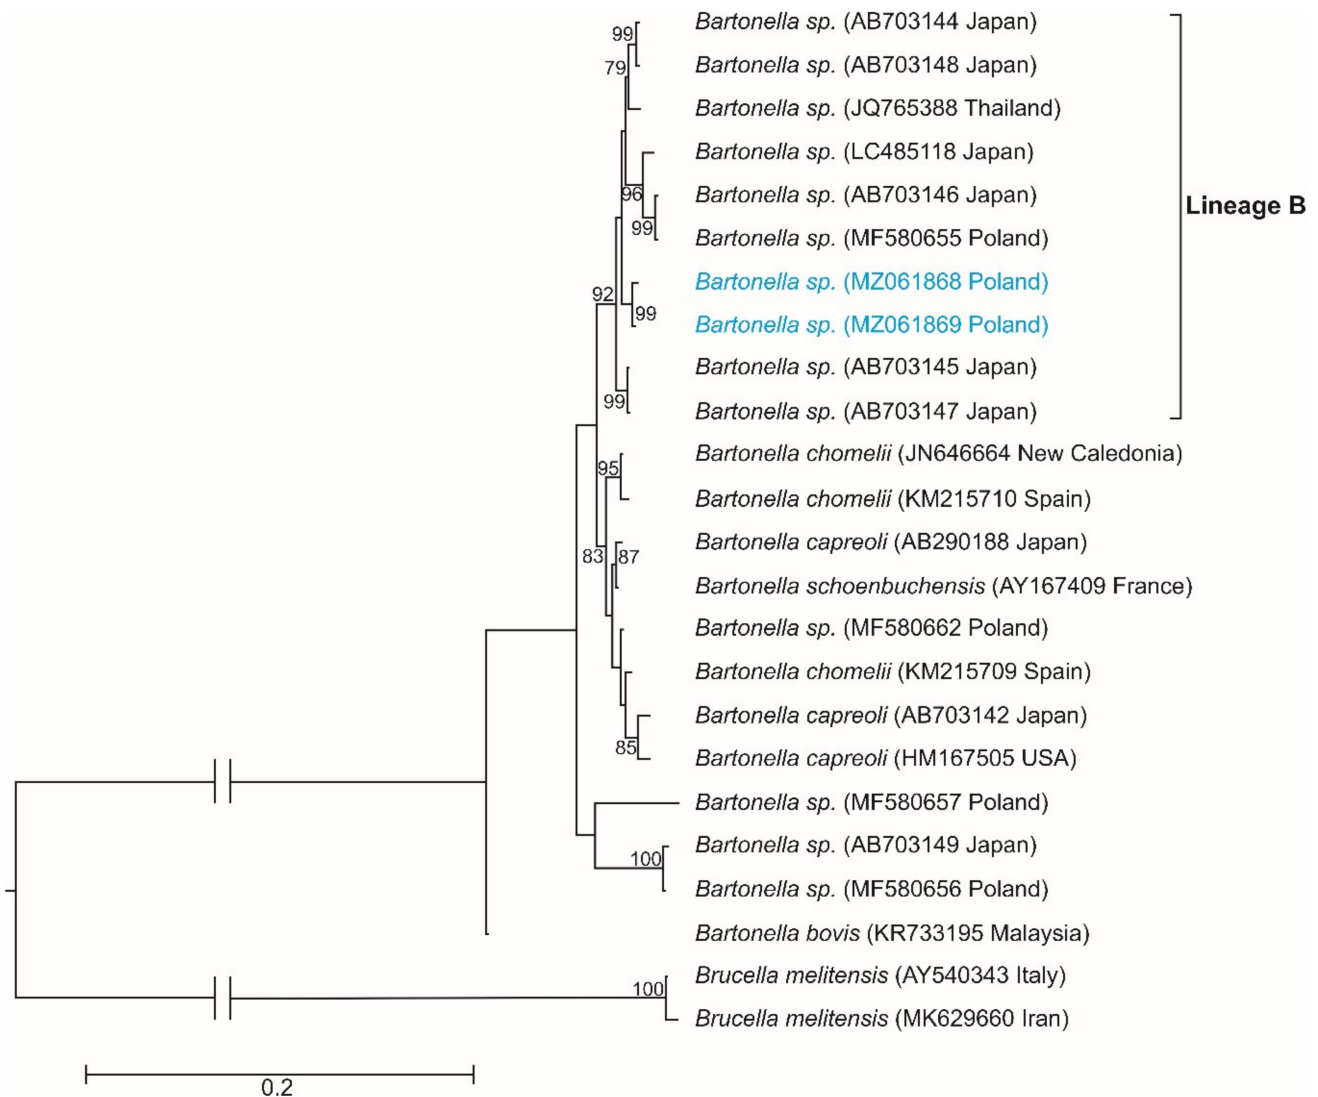 99
Bartonella sp. (AB703144 Japan)
79
Bartonella sp. (AB703148 Japan)
Bartonella sp. (JQ765388 Thailand)
Bartonella sp. (LC485118 Japan)
96
Bartonella sp. (AB703146 Japan)
Lineage B
99
Bartonella sp. (MF580655 Poland)
Bartonella sp. (MZ061868 Poland)
92
99
Bartonella sp. (MZ061869 Poland)
Bartonella sp. (AB703145 Japan)
99
Bartonella sp. (AB703147 Japan)
Bartonella chomelii (JN646664 New Caledonia)
95
Bartonella chomelii (KM215710 Spain)
Bartonella capreoli (AB290188 Japan)
83
87
Bartonella schoenbuchensis (AY167409 France)
Bartonella sp. (MF580662 Poland)
Bartonella chomelii (KM215709 Spain)
Bartonella capreoli (AB703142 Japan)
85
Bartonella capreoli (HM167505 USA)
Bartonella sp. (MF580657 Poland)
Bartonella sp. (AB703149 Japan)
100
Bartonella sp. (MF580656 Poland)
Bartonella bovis (KR733195 Malaysia)
Brucella melitensis (AY540343 Italy)
100
Brucella melitensis (MK629660 Iran)
0.2